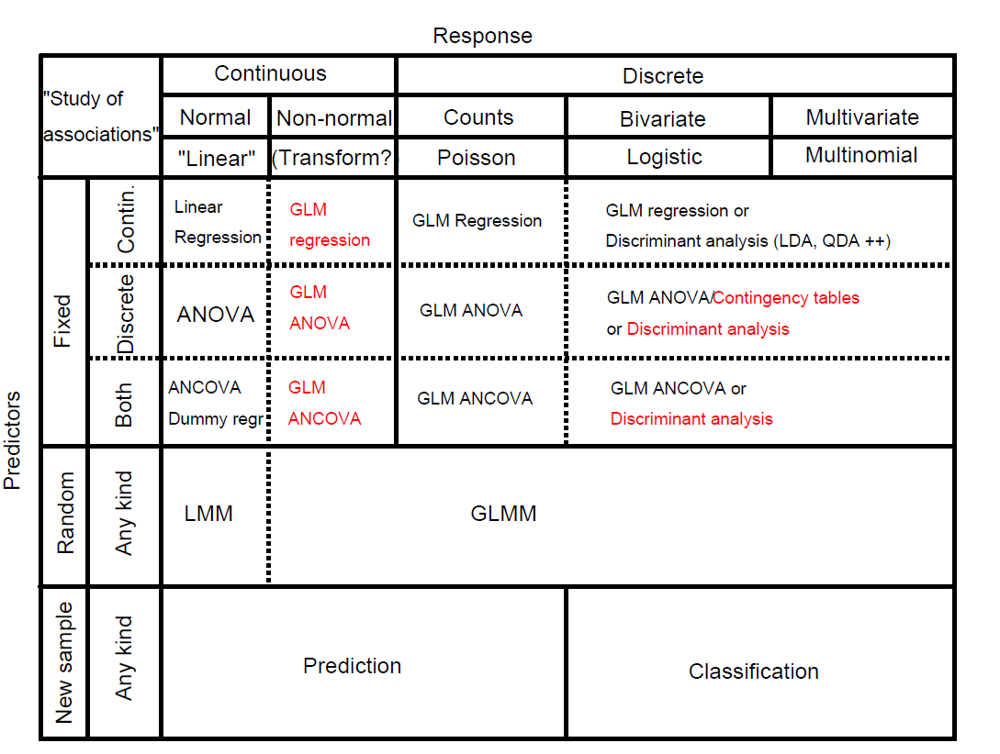 Response
"Study of
associations"
Continuous
Discrete
Normal
Non-normal
Counts
Bivariate
Multivariate
"Linear"
(Transform?)
Poisson
Logistic
Multinomial
Predictors
Fixed
Contin.
Linear
Regression
GLM
regression
GLM Regression
GLM regression or
Discriminant analysis (LDA, QDA ++)
Discrete
ANOVA
GLM
ANOVA
GLM ANOVA
GLM ANOVA/Contingency tables
or Discriminant analysis
Both
ANCOVA
Dummy regr
GLM
ANCOVA
GLM ANCOVA
GLM ANCOVA or
Discriminant analysis
Random
Any kind
LMM
GLMM
New sample
Any kind
Prediction
Classification